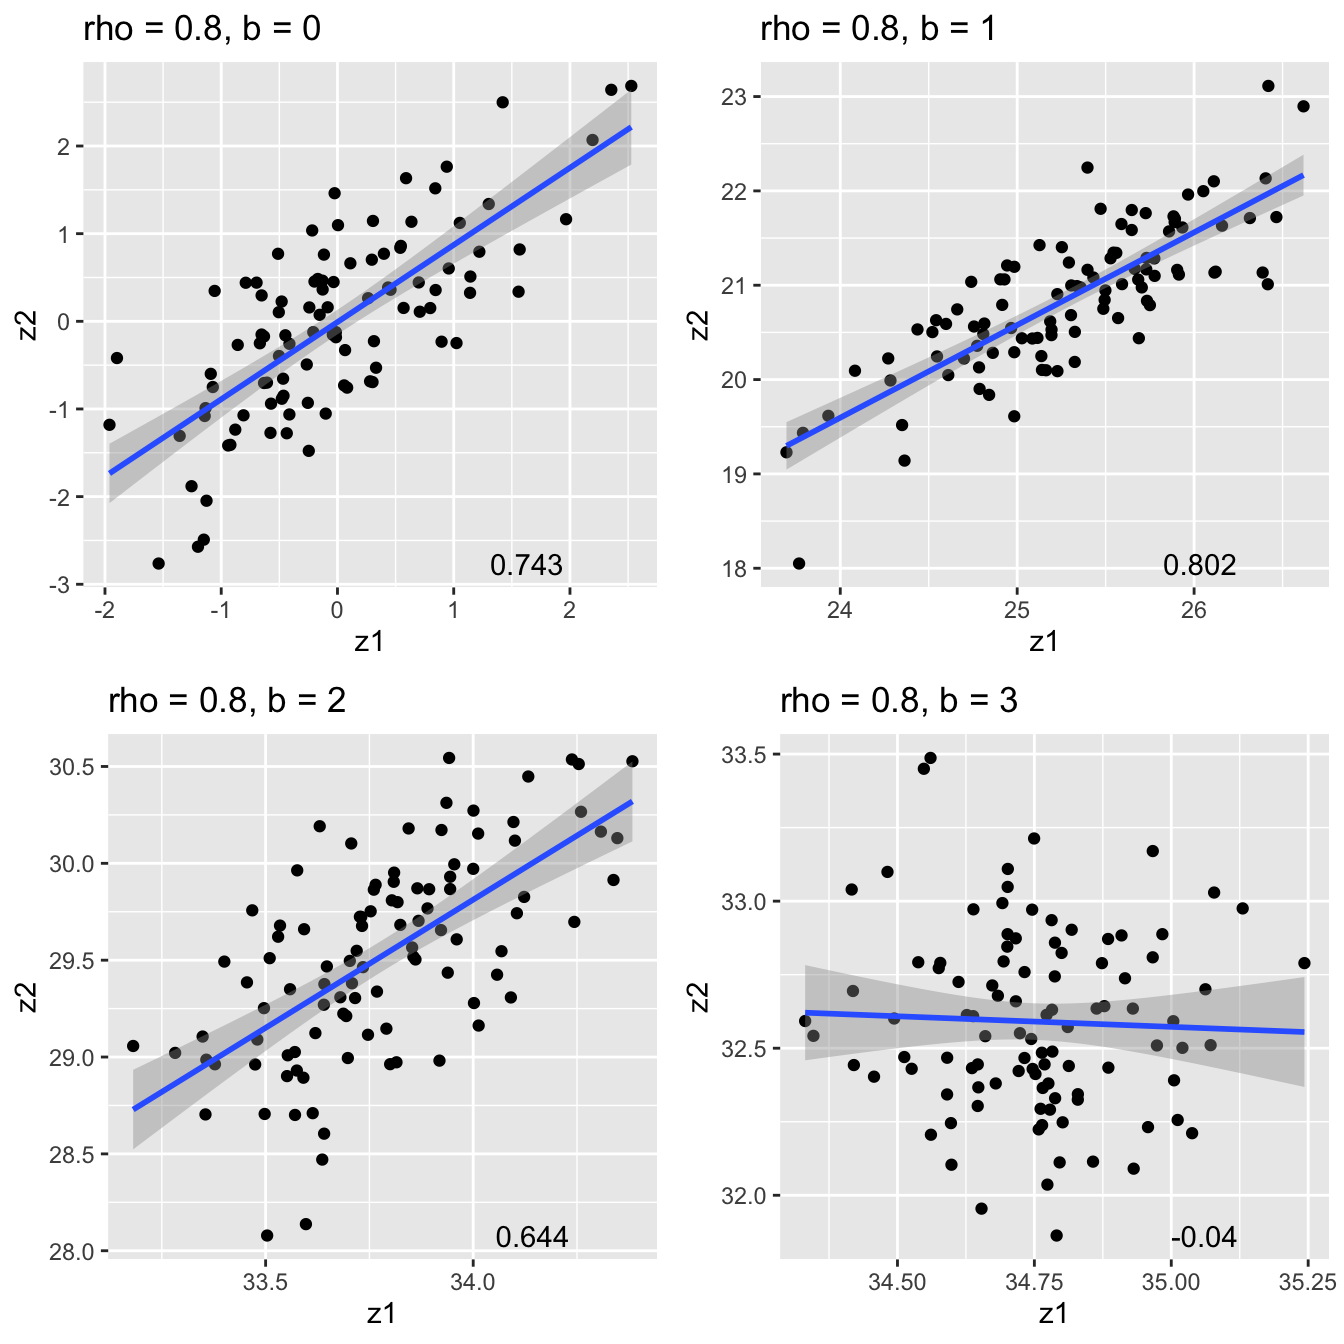 rho = 0.8, b = 0
z2
2
1
0
-1
-2
-3
0.743
-2 -1 0 1 2
z1
rho = 0.8, b = 1
z2
23
22
21
20
19
18
0.802
24 25 26
z1
rho = 0.8, b = 2
z2
30.5
30.0
29.5
29.0
28.5
28.0
0.644
33.5 34.0
z1
rho = 0.8, b = 3
z2
33.5
33.0
32.5
32.0
-0.04
34.50 34.75 35.00 35.25
z1